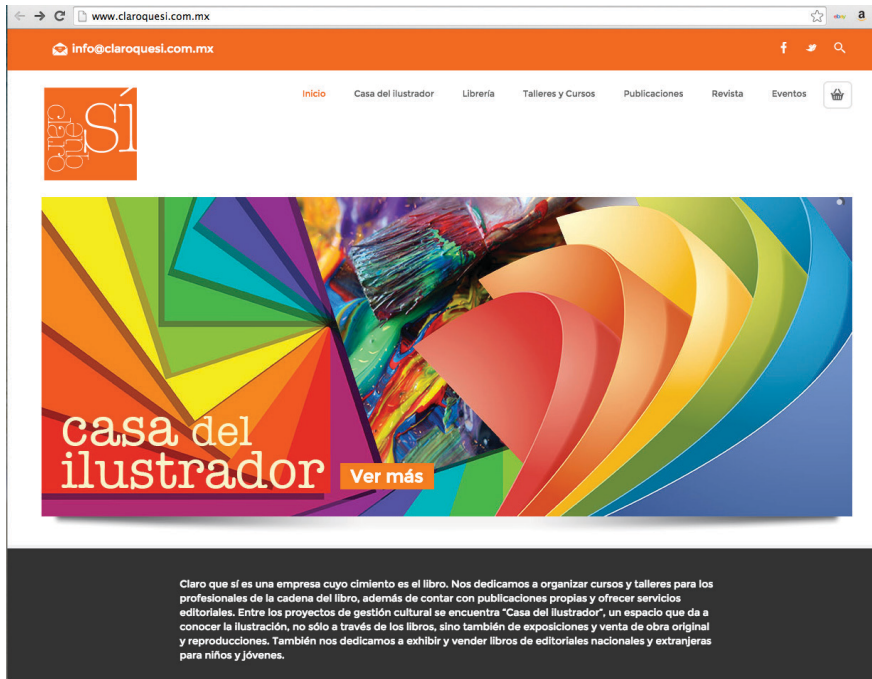 www.claroquesi.com.mx
ebay a
info@claroquesi.com.mx
f
claro que SÍ
Inicio Casa del ilustrador Librería Talleres y Cursos Publicaciones Revista Eventos
casa del
ilustrador
Ver más
Claro que sí es una empresa cuyo cimiento es el libro. Nos dedicamos a organizar cursos y talleres para los
profesionales de la cadena del libro, además de contar con publicaciones propias y ofrecer servicios
editoriales. Entre los proyectos de gestión cultural se encuentra “Casa del ilustrador”, un espacio que da a
conocer la ilustración, no sólo a través de los libros, sino también de exposiciones y venta de obra original
y reproducciones. También nos dedicamos a exhibir y vender libros de editoriales nacionales y extranjeras
para niños y jóvenes.